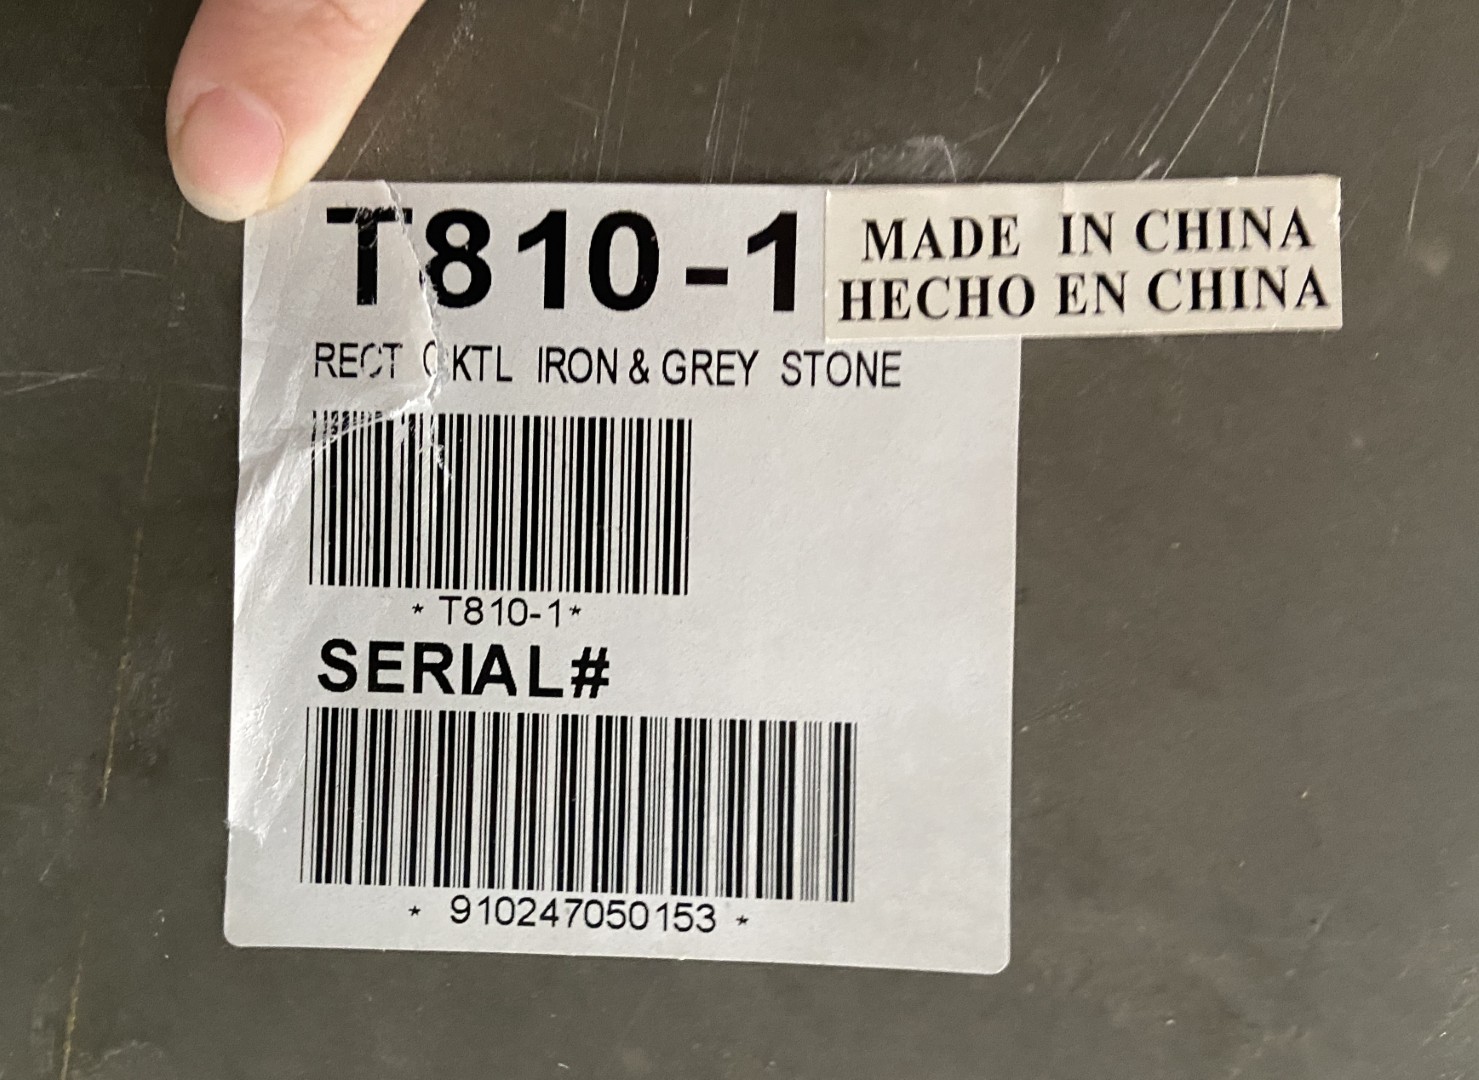 T810-1
MADE IN CHINA
HECHO EN CHINA
RECT CKTL IRON & GREY STONE
* T810-1*
SERIAL#
* 910247050153 *